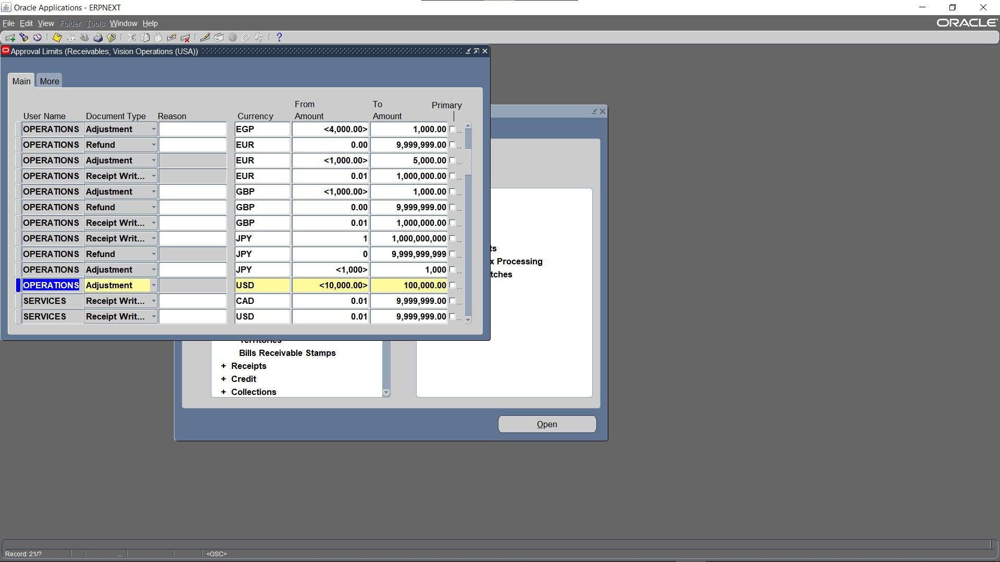 Oracle Applications - ERPNEXT
File Edit View Folder Tools Window Help
ORACLE
Approval Limits (Receivables, Vision Operations (USA))
Main More
From To Primary
User Name Document Type Reason Currency Amount Amount
OPERATIONS Adjustment EGP <4,000.00> 1,000.00
OPERATIONS Refund EUR 0.00 9,999,999.00
OPERATIONS Adjustment EUR <1,000.00> 5,000.00
OPERATIONS Receipt Writ... EUR 0.01 1,000,000.00
OPERATIONS Adjustment GBP <1,000.00> 1,000.00
OPERATIONS Refund GBP 0.00 9,999,999.00
OPERATIONS Receipt Writ... GBP 0.01 1,000,000.00
OPERATIONS Receipt Writ... JPY 1 1,000,000,000
OPERATIONS Refund JPY 0 9,999,999,999
ts
OPERATIONS Adjustment JPY <1,000> 1,000
x Processing
tches
OPERATIONS Adjustment USD <10,000.00> 100,000.00
SERVICES Receipt Writ... CAD 0.01 9,999,999.00
SERVICES Receipt Writ... USD 0.01 9,999,999.00
Territories
Bills Receivable Stamps
+ Receipts
+ Credit
+ Collections
Open
Record: 21/? ... <OSC>